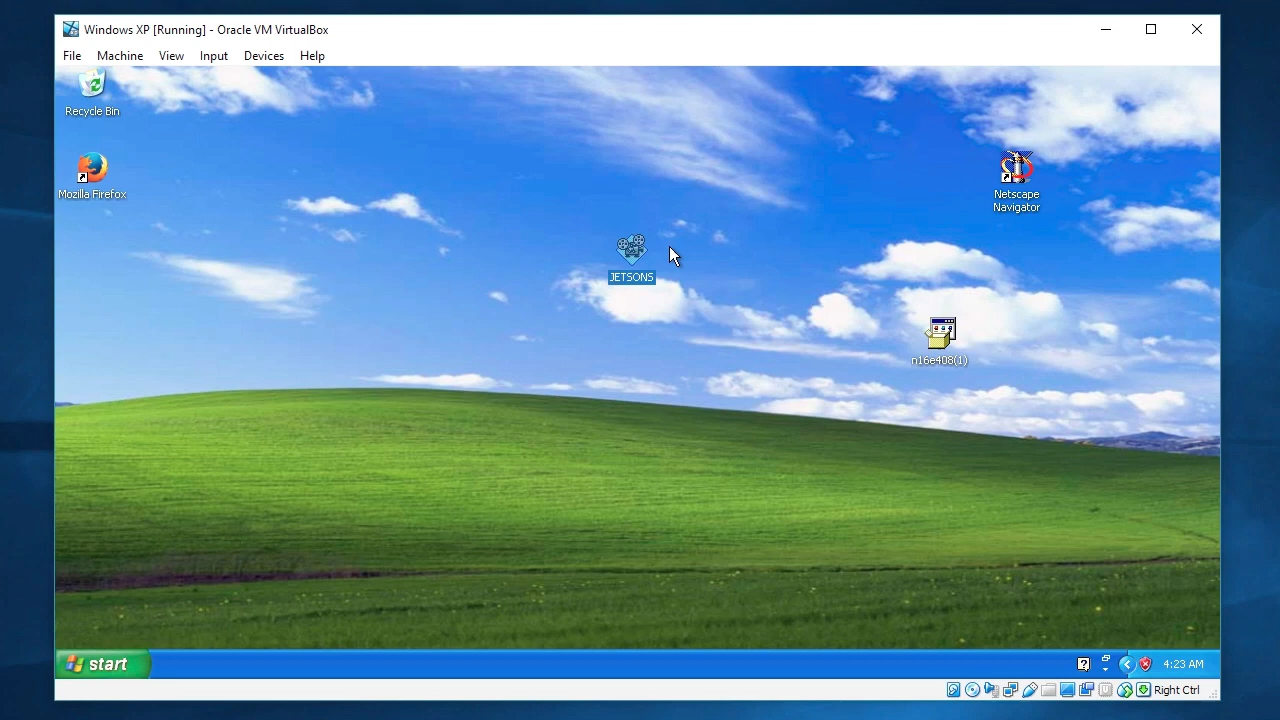 Windows XP [Running] - Oracle VM VirtualBox
File Machine View Input Devices Help
Recycle Bin
Mozilla Firefox
Netscape
Navigator
JETSONS
n16e408(1)
start
4:23 AM
Right Ctrl